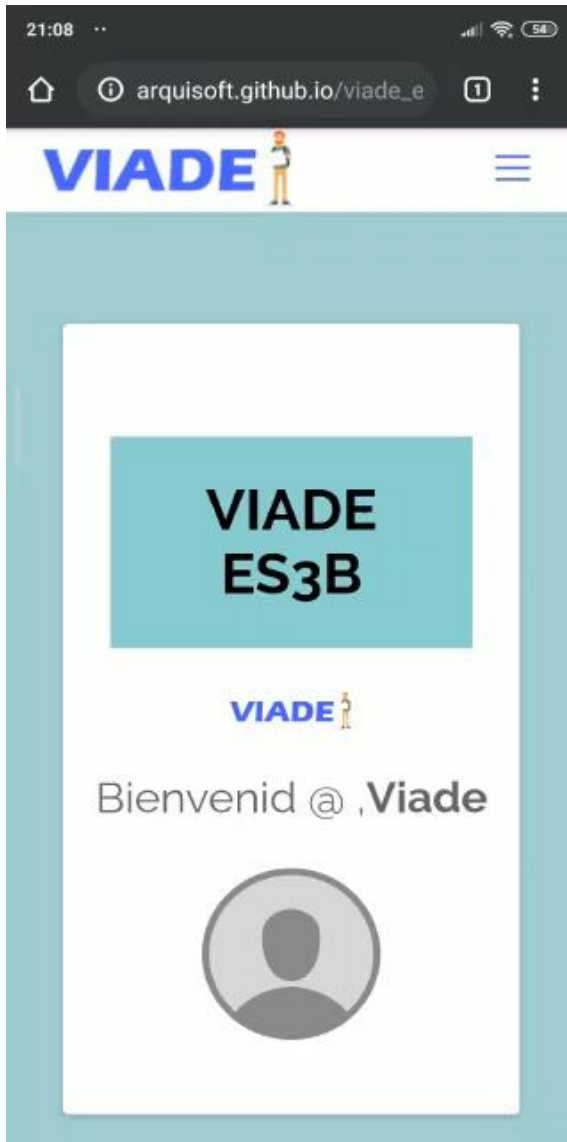 21:08
54
arquisoft.github.io/viade_e
1
VIADE
VIADE
ES3B
VIADE
Bienvenid @ ,Viade